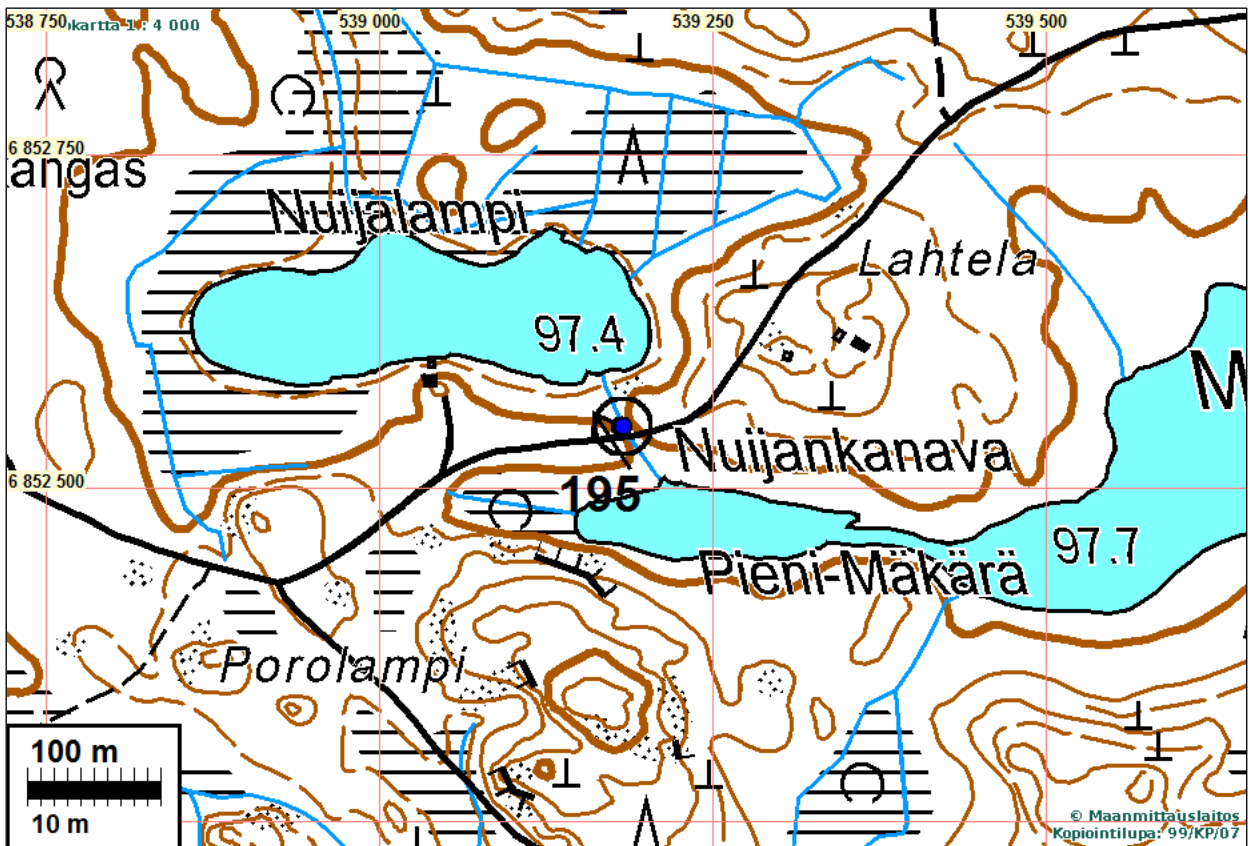 538 750
kartta 1 : 4 000
539 000
539 250
539 500
6 852 750
angas
Nuijalampi
Lahtela
97.4
M
Nuijankanava
6 852 500
195
97.7
Pieni-Mäkärä
Porolampi
100 m
10 m
© Maanmittauslaitos
Kopiointilupa: 99/KP/07